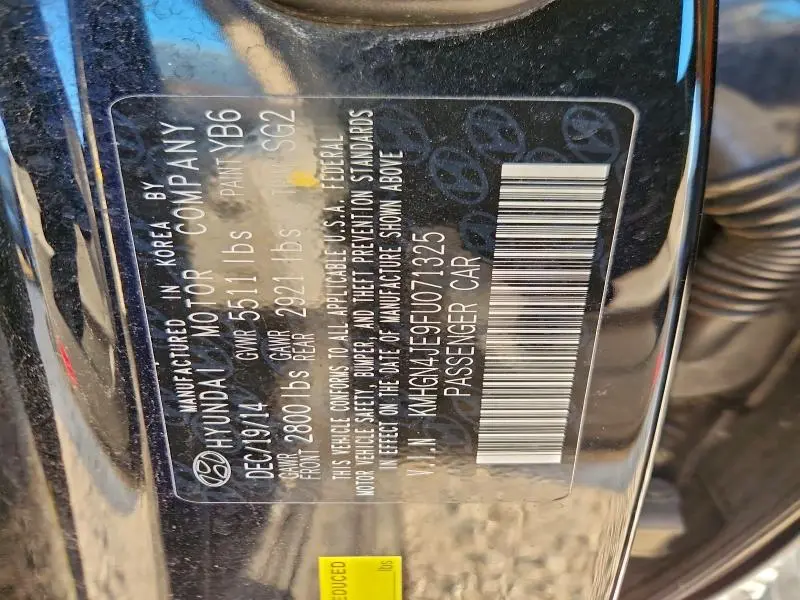 MANUFACTURED IN KOREA BY
HYUNDAI MOTOR COMPANY
DEC/19/14 GVWR 5511 lbs PAINT YB6
GAWR FRONT 2800 lbs GAWR REAR 2921 lbs TRIM SG2
THIS VEHICLE CONFORMS TO ALL APPLICABLE U.S.A. FEDERAL
MOTOR VEHICLE SAFETY, BUMPER, AND THEFT PREVENTION STANDARDS
IN EFFECT ON THE DATE OF MANUFACTURE SHOWN ABOVE
V.I.N KMHGN4JE9FU071325
PASSENGER CAR
lbs